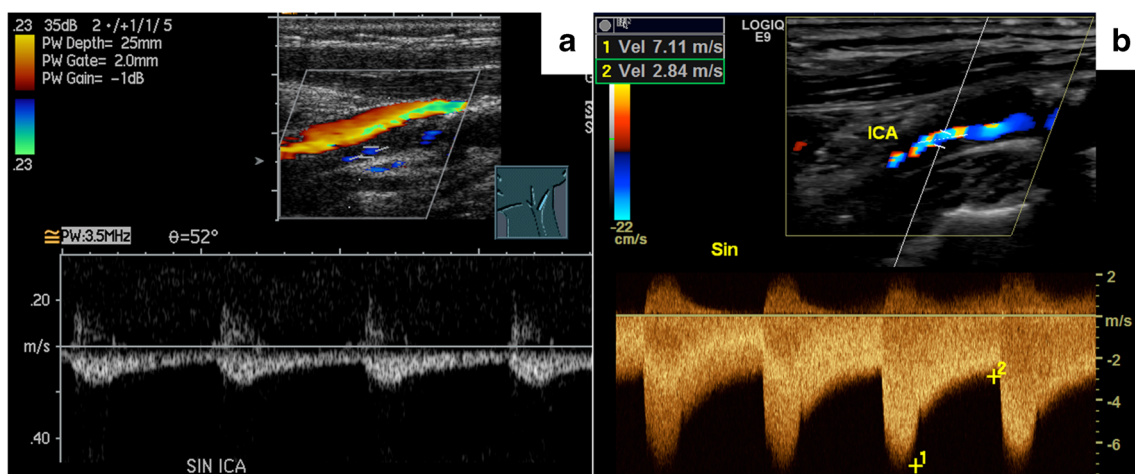 .23
35dB 2 •/+1/1/ 5
PW Depth= 25mm
PW Gate= 2.0mm
PW Gain= -1dB
.23
a
PW:3.5MHz
θ=52°
.20
m/s
.40
SIN ICA
1 Vel 7.11 m/s
2 Vel 2.84 m/s
LOGIQ
E9
b
ICA
-22
cm/s
Sin
2
m/s
-2
-4
-6
2
1